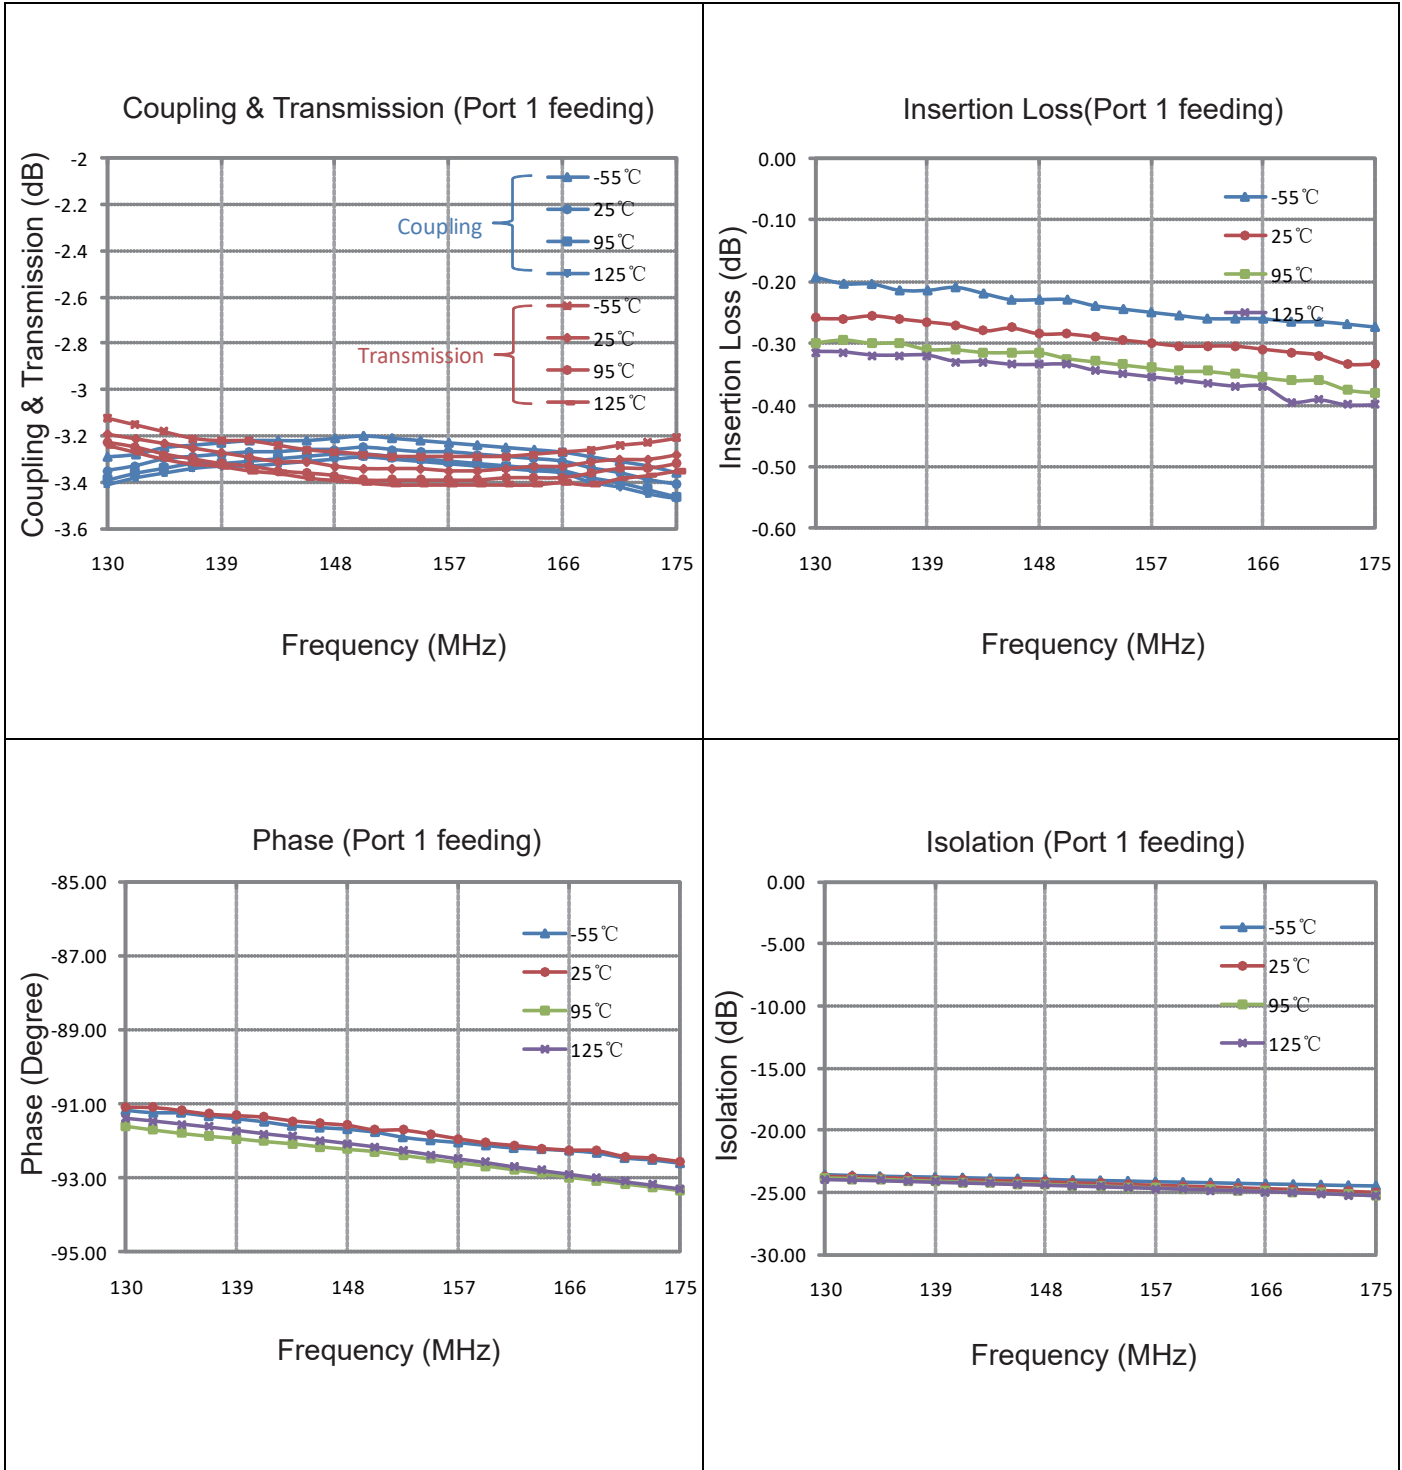 Coupling & Transmission (Port 1 feeding)
Coupling & Transmission (dB)
-2
-2.2
-2.4
-2.6
-2.8
-3
-3.2
-3.4
-3.6
Coupling
-55℃
25℃
95℃
125℃
Transmission
-55℃
25℃
95℃
125℃
130 139 148 157 166 175
Frequency (MHz)
Insertion Loss(Port 1 feeding)
Insertion Loss (dB)
0.00
-0.10
-0.20
-0.30
-0.40
-0.50
-0.60
-55℃
25℃
95℃
125℃
130 139 148 157 166 175
Frequency (MHz)
Phase (Port 1 feeding)
Phase (Degree)
-85.00
-87.00
-89.00
-91.00
-93.00
-95.00
-55℃
25℃
95℃
125℃
130 139 148 157 166 175
Frequency (MHz)
Isolation (Port 1 feeding)
Isolation (dB)
0.00
-5.00
-10.00
-15.00
-20.00
-25.00
-30.00
-55℃
25℃
95℃
125℃
130 139 148 157 166 175
Frequency (MHz)